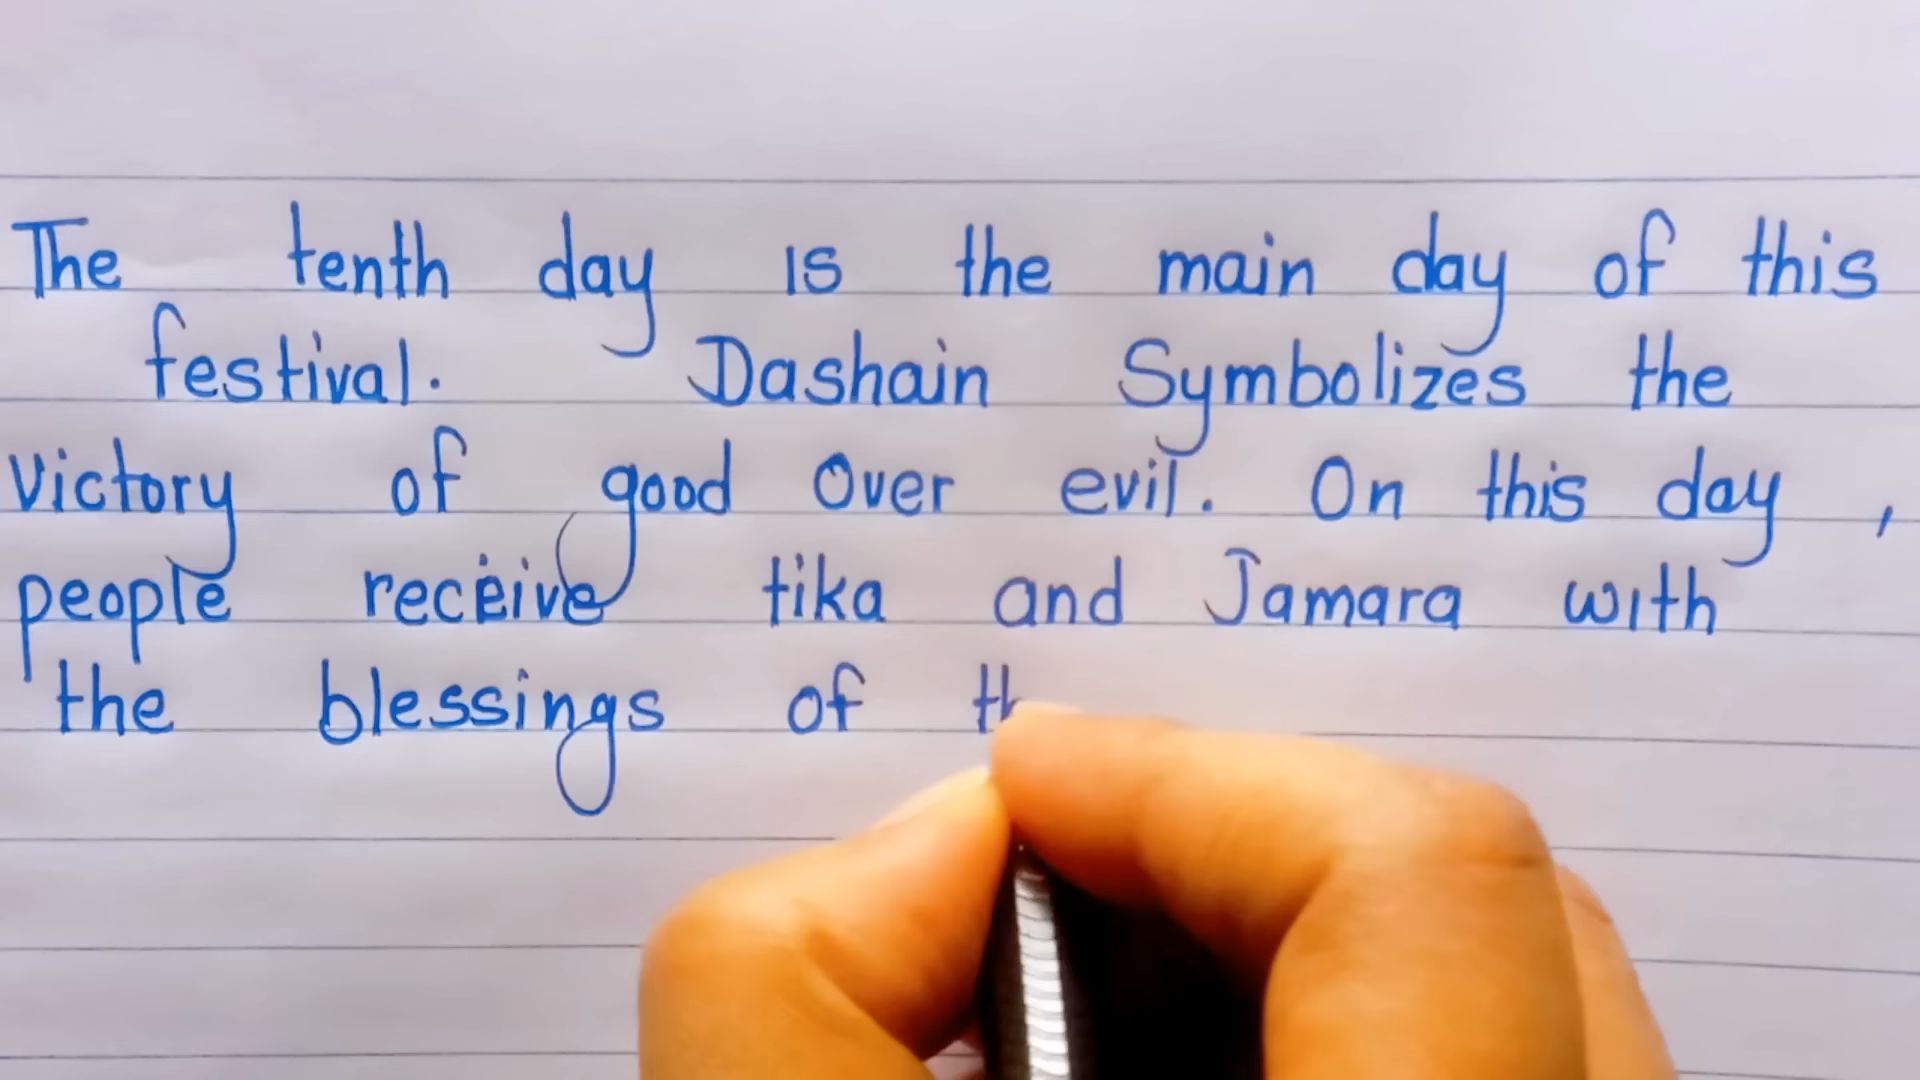 The tenth day is the main day of this
festival. Dashain Symbolizes the
victory of good Over evil. On this day ,
people receive tika and Jamara with
the blessings of th